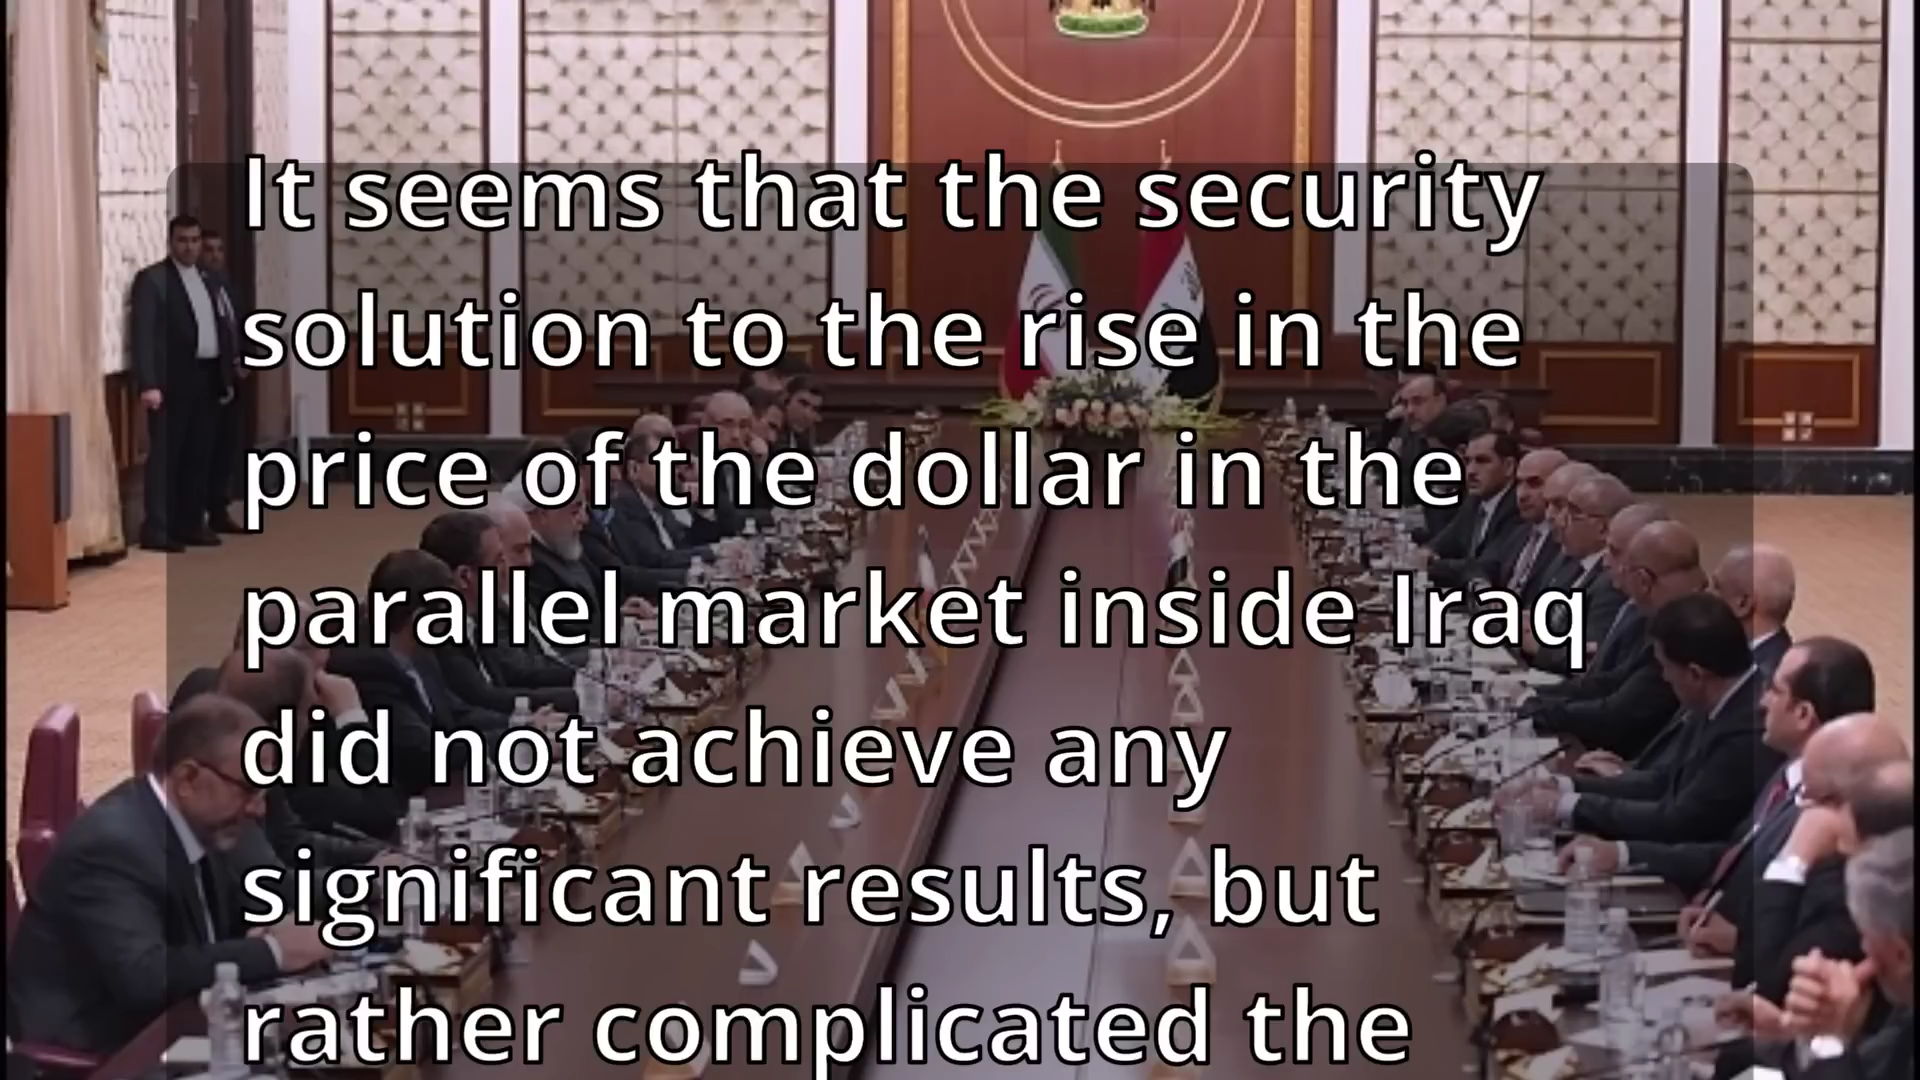 It seems that the security
solution to the rise in the
price of the dollar in the
parallel market inside Iraq
did not achieve any
significant results, but
rather complicated the